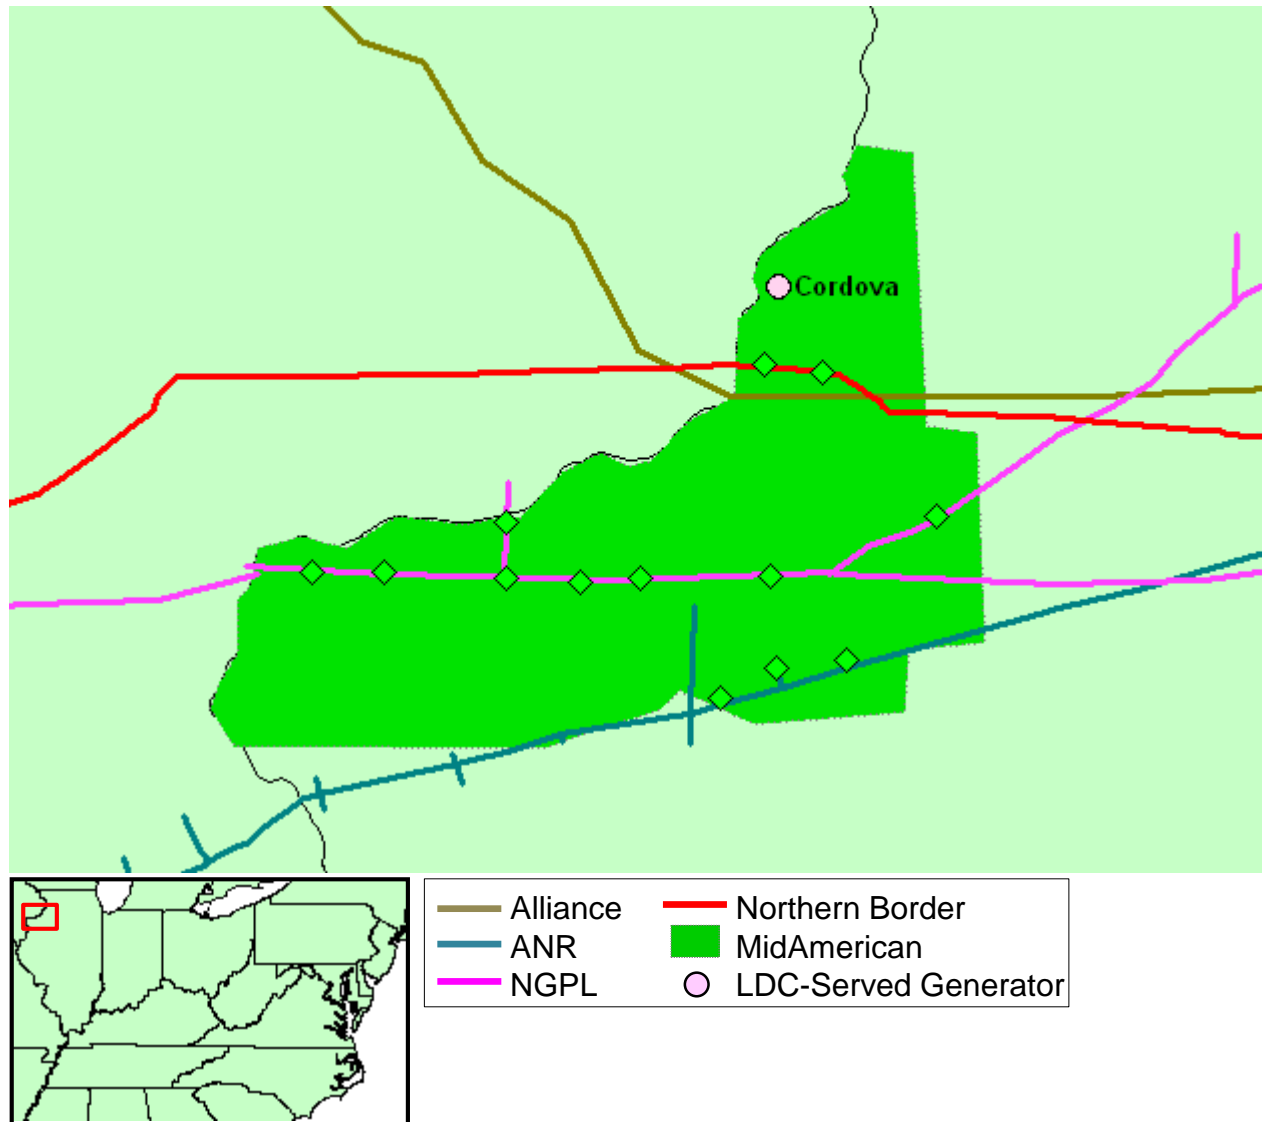 Cordova
Alliance
Northern Border
ANR
MidAmerican
NGPL
LDC-Served Generator